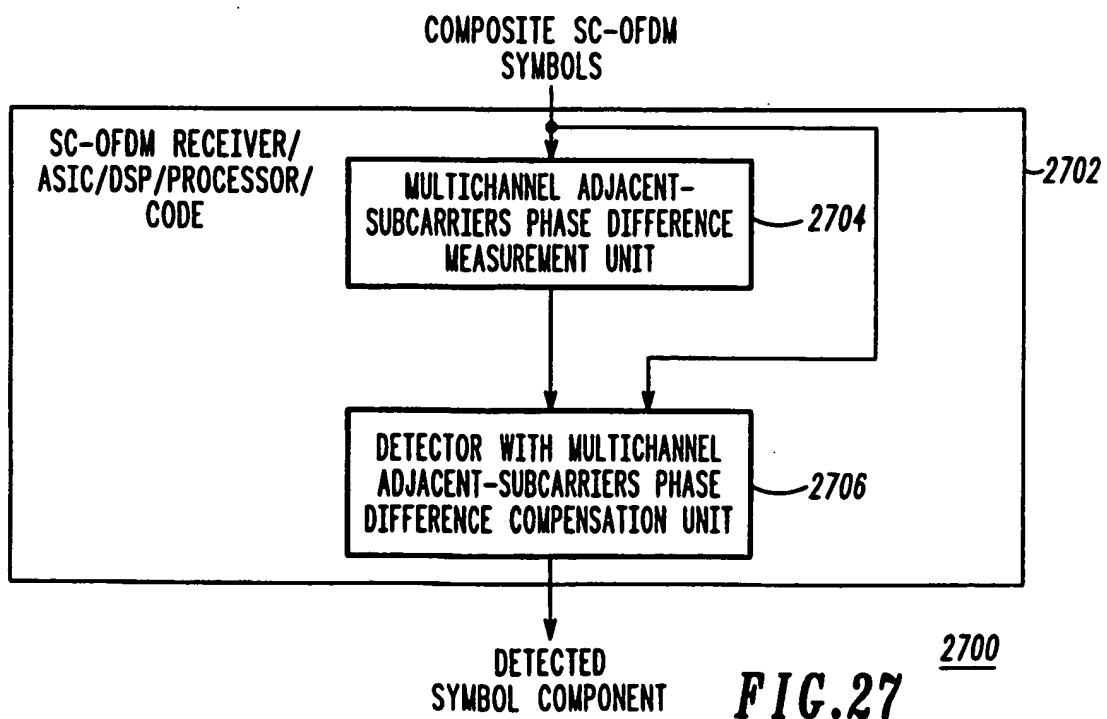 COMPOSITE SC-OFDM
SYMBOLS
SC-OFDM RECEIVER/
ASIC/DSP/PROCESSOR/
CODE
2702
MULTICHANNEL ADJACENT-
SUBCARRIERS PHASE DIFFERENCE
MEASUREMENT UNIT
2704
DETECTOR WITH MULTICHANNEL
ADJACENT-SUBCARRIERS PHASE
DIFFERENCE COMPENSATION UNIT
2706
DETECTED
SYMBOL COMPONENT
2700
FIG.27